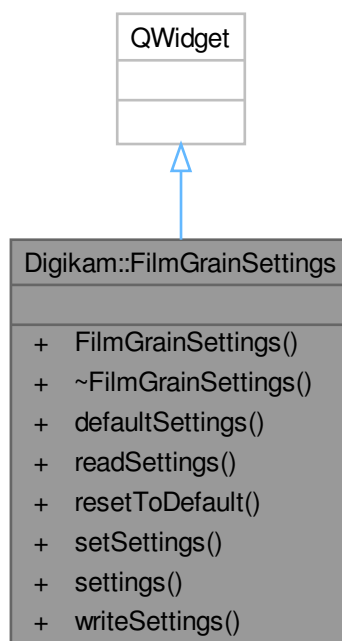 QWidget
Digikam::FilmGrainSettings
+ FilmGrainSettings()
+ ~FilmGrainSettings()
+ defaultSettings()
+ readSettings()
+ resetToDefault()
+ setSettings()
+ settings()
+ writeSettings()